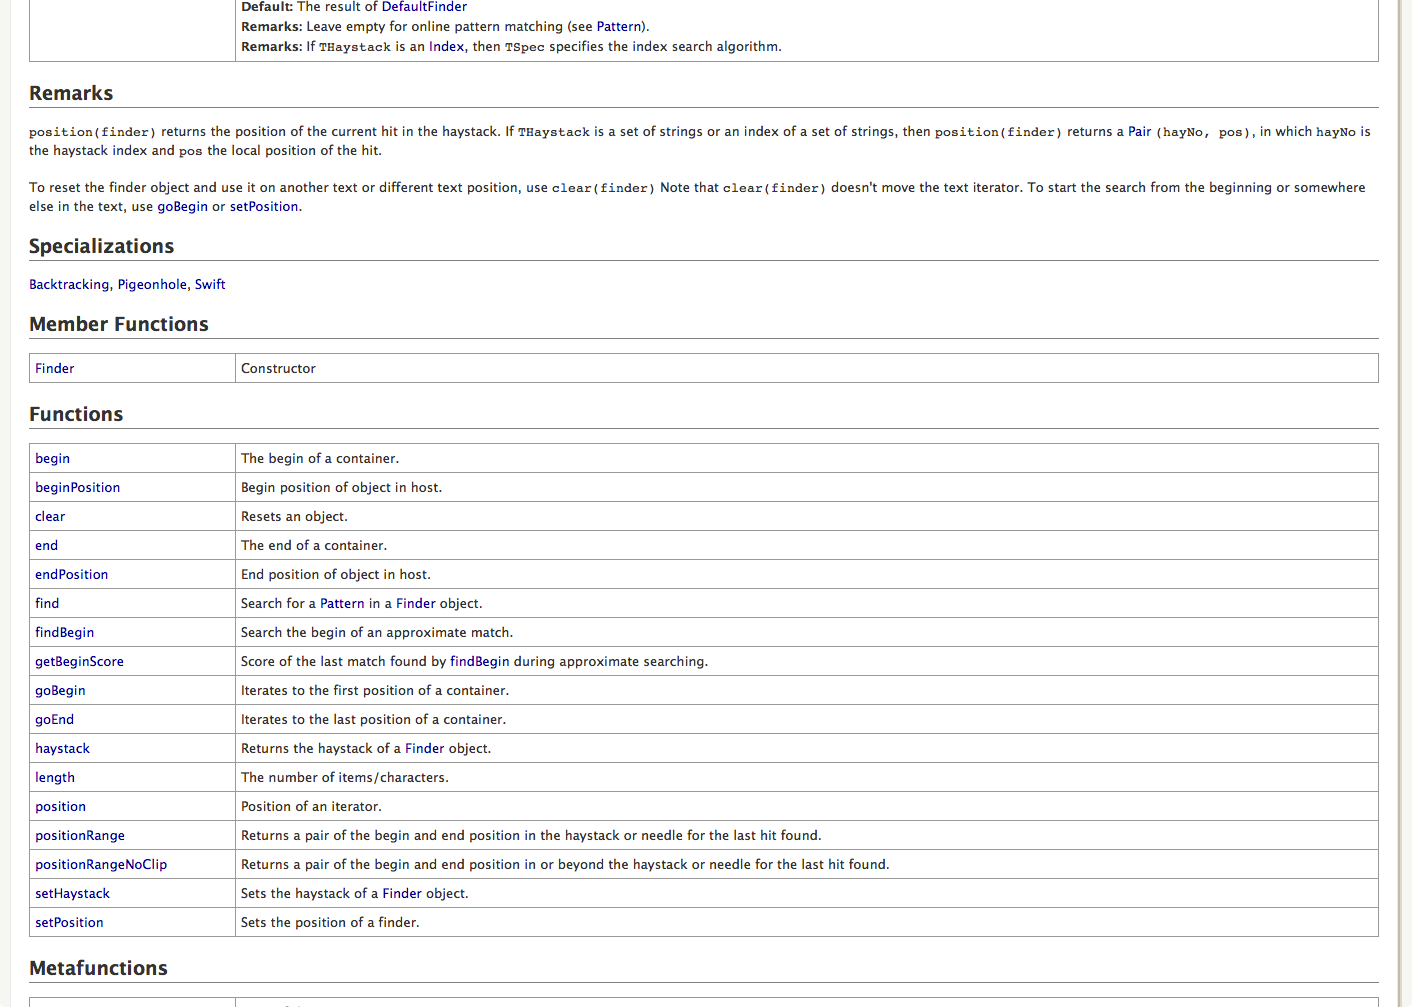 Default: The result of DefaultFinder
Remarks: Leave empty for online pattern matching (see Pattern).
Remarks: If THaystack is an Index, then TSpec specifies the index search algorithm.
Remarks
position(finder) returns the position of the current hit in the haystack. If THaystack is a set of strings or an index of a set of strings, then position(finder) returns a Pair (hayNo, pos), in which hayNo is
the haystack index and pos the local position of the hit.
To reset the finder object and use it on another text or different text position, use clear(finder) Note that clear(finder) doesn't move the text iterator. To start the search from the beginning or somewhere
else in the text, use goBegin or setPosition.
Specializations
Backtracking, Pigeonhole, Swift
Member Functions
Finder Constructor
Functions
begin The begin of a container.
beginPosition Begin position of object in host.
clear Resets an object.
end The end of a container.
endPosition End position of object in host.
find Search for a Pattern in a Finder object.
findBegin Search the begin of an approximate match.
getBeginScore Score of the last match found by findBegin during approximate searching.
goBegin Iterates to the first position of a container.
goEnd Iterates to the last position of a container.
haystack Returns the haystack of a Finder object.
length The number of items/characters.
position Position of an iterator.
positionRange Returns a pair of the begin and end position in the haystack or needle for the last hit found.
positionRangeNoClip Returns a pair of the begin and end position in or beyond the haystack or needle for the last hit found.
setHaystack Sets the haystack of a Finder object.
setPosition Sets the position of a finder.
Metafunctions